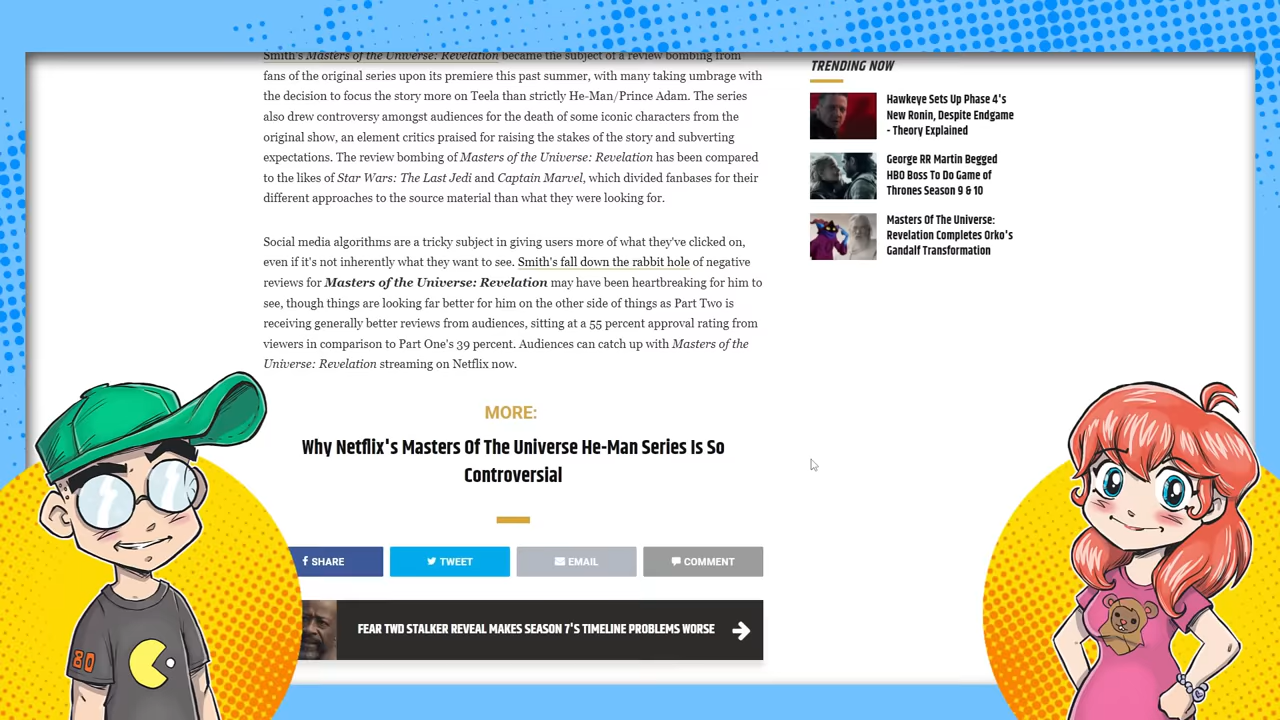 Smith's Masters of the Universe: Revelation became the subject of a review bombing from
fans of the original series upon its premiere this past summer, with many taking umbrage with
the decision to focus the story more on Teela than strictly He-Man/Prince Adam. The series
also drew controversy amongst audiences for the death of some iconic characters from the
original show, an element critics praised for raising the stakes of the story and subverting
expectations. The review bombing of Masters of the Universe: Revelation has been compared
to the likes of Star Wars: The Last Jedi and Captain Marvel, which divided fanbases for their
different approaches to the source material than what they were looking for.
Social media algorithms are a tricky subject in giving users more of what they've clicked on,
even if it's not inherently what they want to see. Smith's fall down the rabbit hole of negative
reviews for Masters of the Universe: Revelation may have been heartbreaking for him to
see, though things are looking far better for him on the other side of things as Part Two is
receiving generally better reviews from audiences, sitting at a 55 percent approval rating from
viewers in comparison to Part One's 39 percent. Audiences can catch up with Masters of the
Universe: Revelation streaming on Netflix now.
MORE:
Why Netflix's Masters Of The Universe He-Man Series Is So
Controversial
SHARE
TWEET
EMAIL
COMMENT
FEAR TWD STALKER REVEAL MAKES SEASON 7'S TIMELINE PROBLEMS WORSE
TRENDING NOW
Hawkeye Sets Up Phase 4's
New Ronin, Despite Endgame
- Theory Explained
George RR Martin Begged
HBO Boss To Do Game of
Thrones Season 9 & 10
Masters Of The Universe:
Revelation Completes Orko's
Gandalf Transformation
80